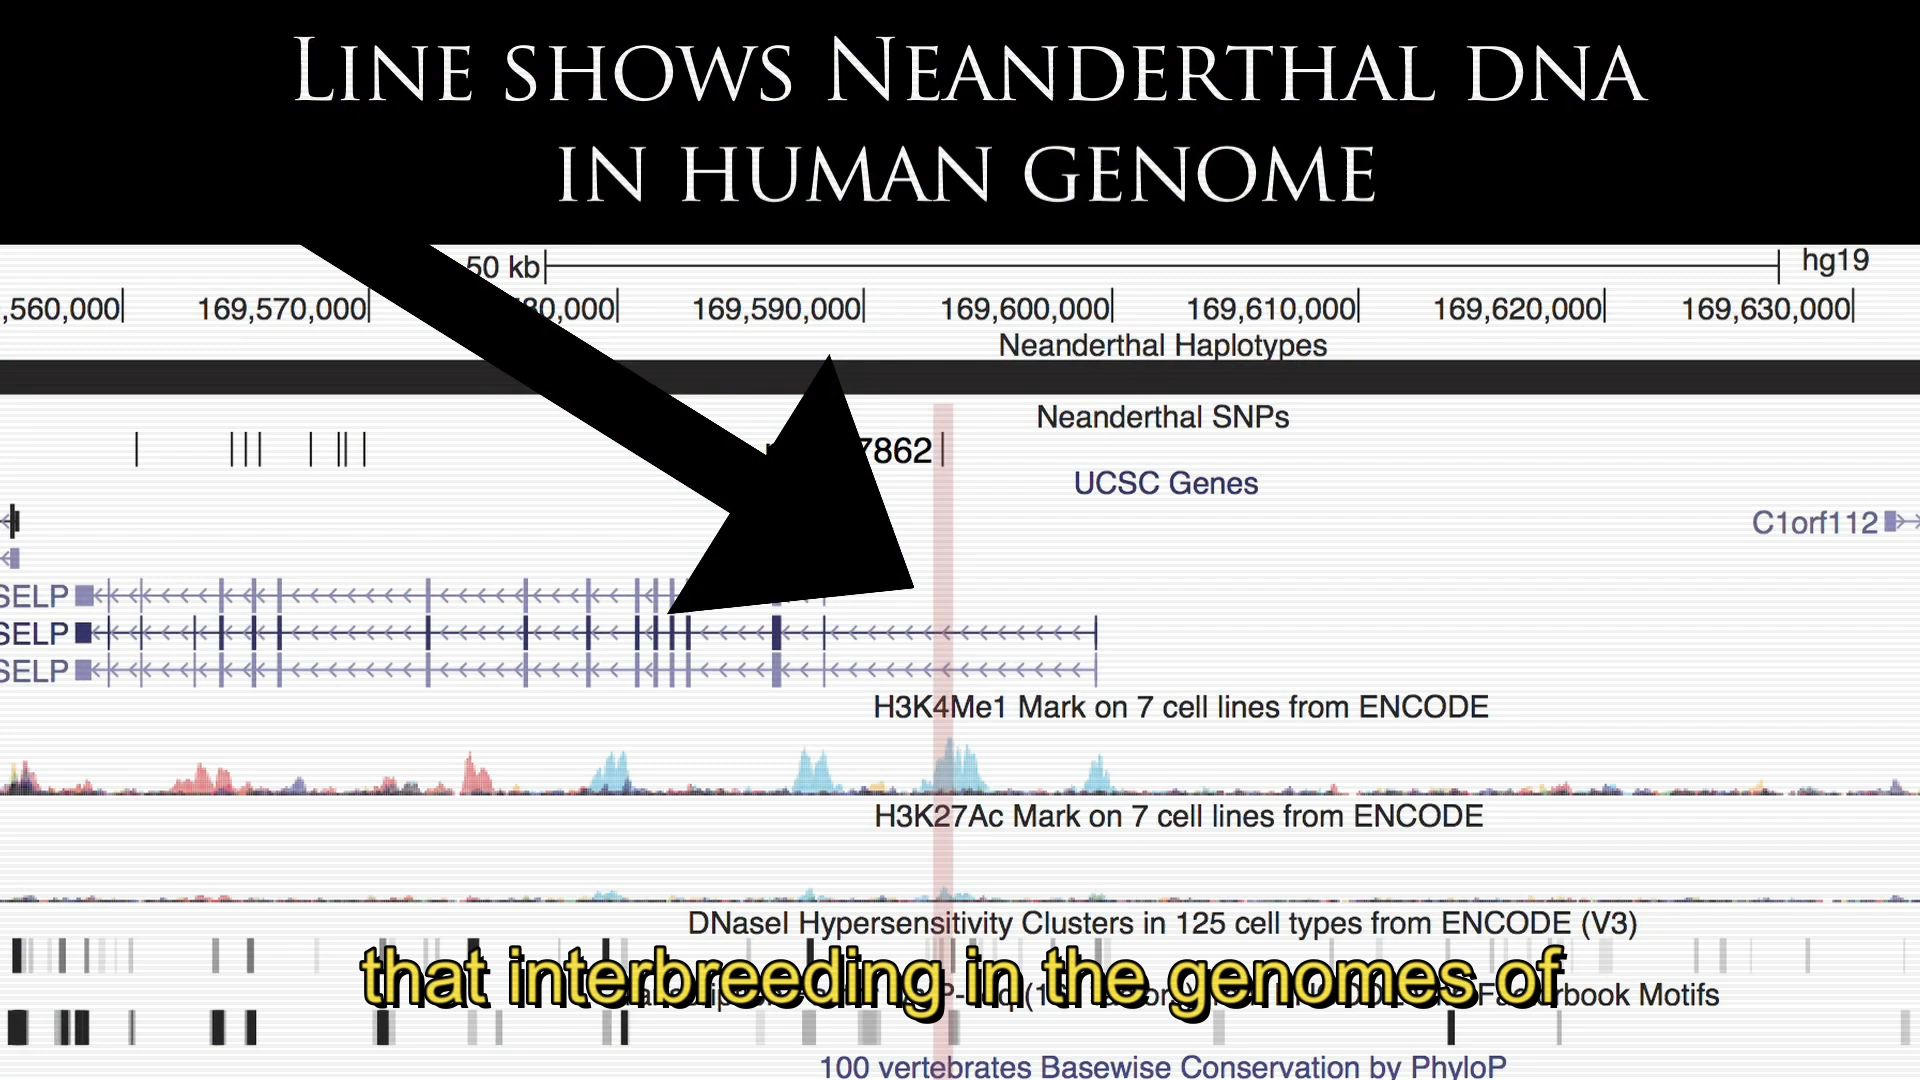 LINE SHOWS NEANDERTHAL DNA
IN HUMAN GENOME
50 kb
hg19
,560,000
169,570,000
80,000
169,590,000
169,600,000
169,610,000
169,620,000
169,630,000
Neanderthal Haplotypes
Neanderthal SNPs
7862
UCSC Genes
C1orf112
SELP
SELP
SELP
H3K4Me1 Mark on 7 cell lines from ENCODE
H3K27Ac Mark on 7 cell lines from ENCODE
DNaseI Hypersensitivity Clusters in 125 cell types from ENCODE (V3)
that interbreeding in the genomes of
Factorbook Motifs
100 vertebrates Basewise Conservation by PhyloP